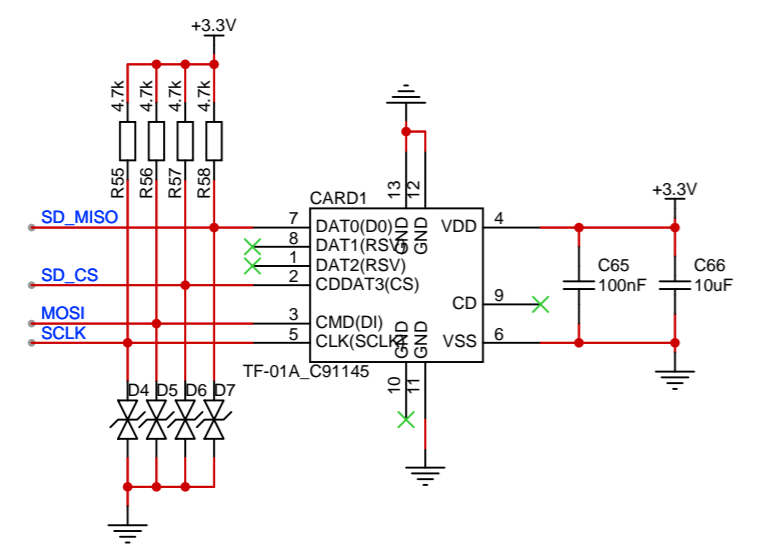 +3.3V
4.7k
4.7k
4.7k
4.7k
R55
R56
R57
R58
SD_MISO
SD_CS
MOSI
SCLK
D4
D5
D6
D7
CARD1
13
12
GND
GND
7
DAT0(D0)
8
DAT1(RSV)
1
DAT2(RSV)
2
CDDAT3(CS)
3
CMD(DI)
5
CLK(SCLK)
VDD
4
CD
9
VSS
6
GND
GND
10
11
TF-01A_C91145
+3.3V
C65
100nF
C66
10uF